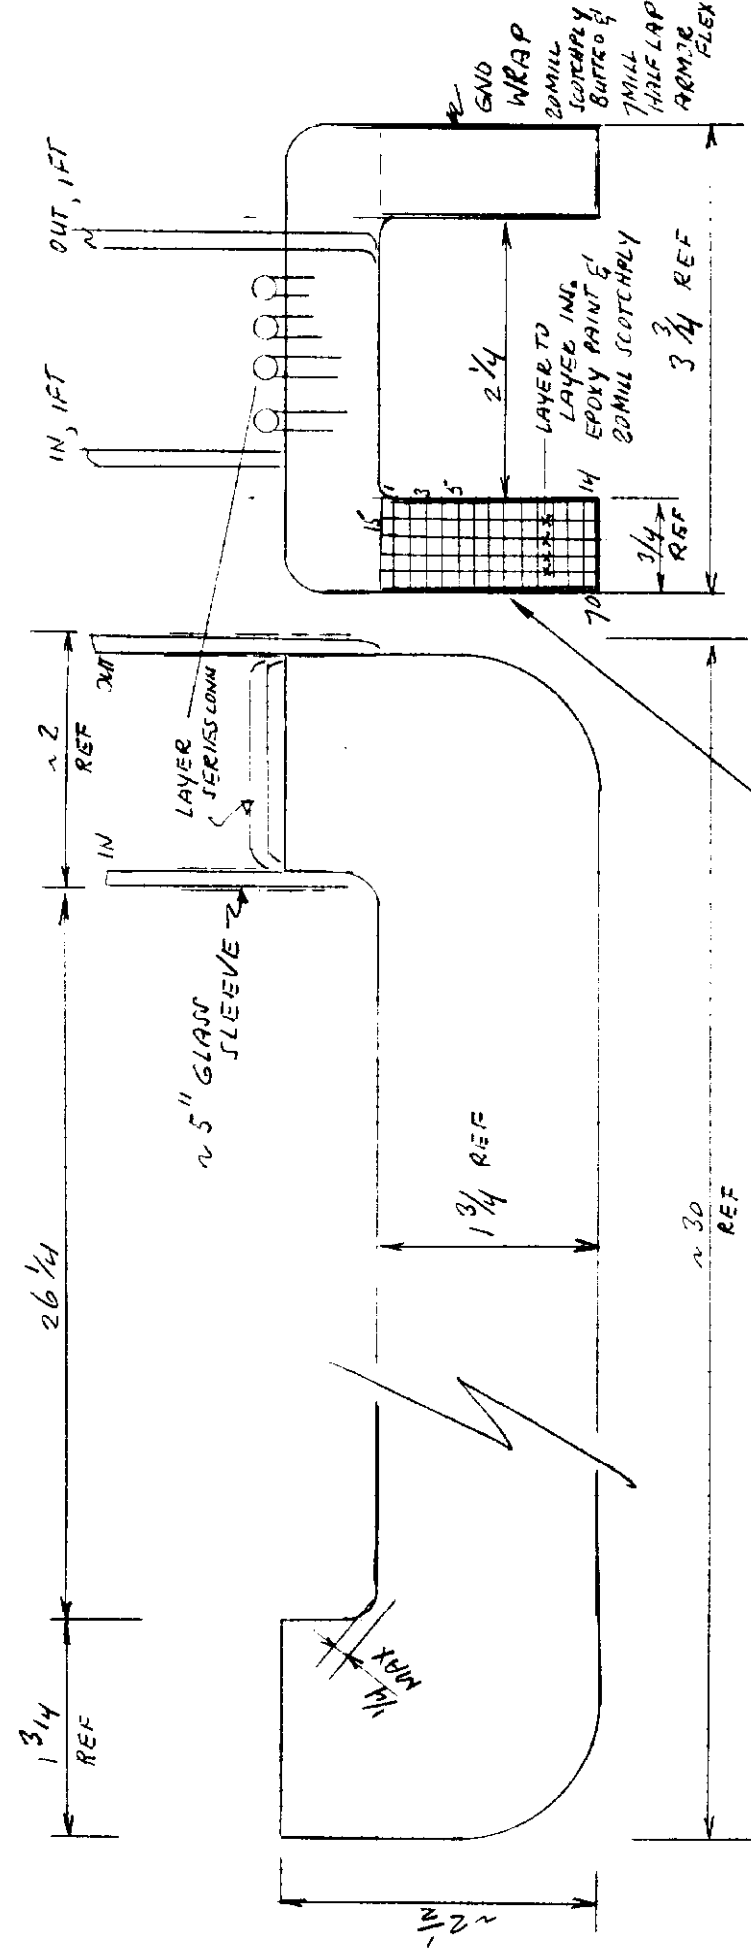 OUT, 1FT
IN, 1FT
GND
WRAP
20MILL
SCOTCHPLY
BUTTED &
7MILL
HALF LAP
ARMOR
FLEX
2 1/4
LAYER TO
LAYER INS.
EPOXY PAINT &
20MILL SCOTCHPLY
3 3/4 REF
15
1
3
5
14
70
3/4
REF
~2
REF
OUT
IN
LAYER
SERIES CONN
~5" GLASS
SLEEVE
26 1/4
1 3/4 REF
~30
REF
1 3/4
REF
1/4
MAX
~2 1/2